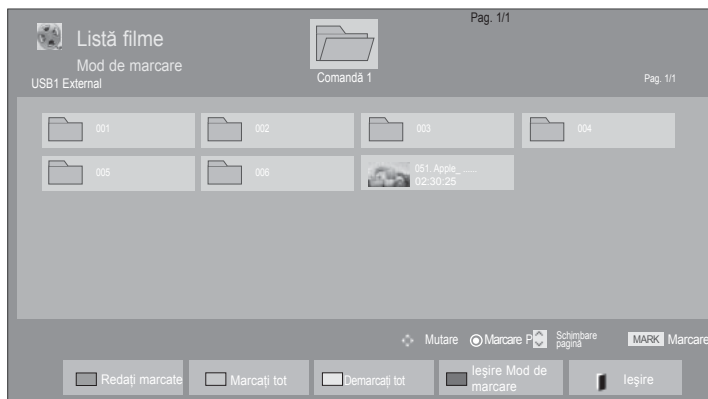 Pag. 1/1
Listă filme
Mod de marcare
USB1 External
Comandă 1
Pag. 1/1
001
002
003
004
005
006
051. Apple_ ......
02:30:25
Mutare
Marcare
P
Schimbare
pagină
MARK
Marcare
Redați marcate
Marcați tot
Demarcați tot
Ieșire Mod de
marcare
Ieșire